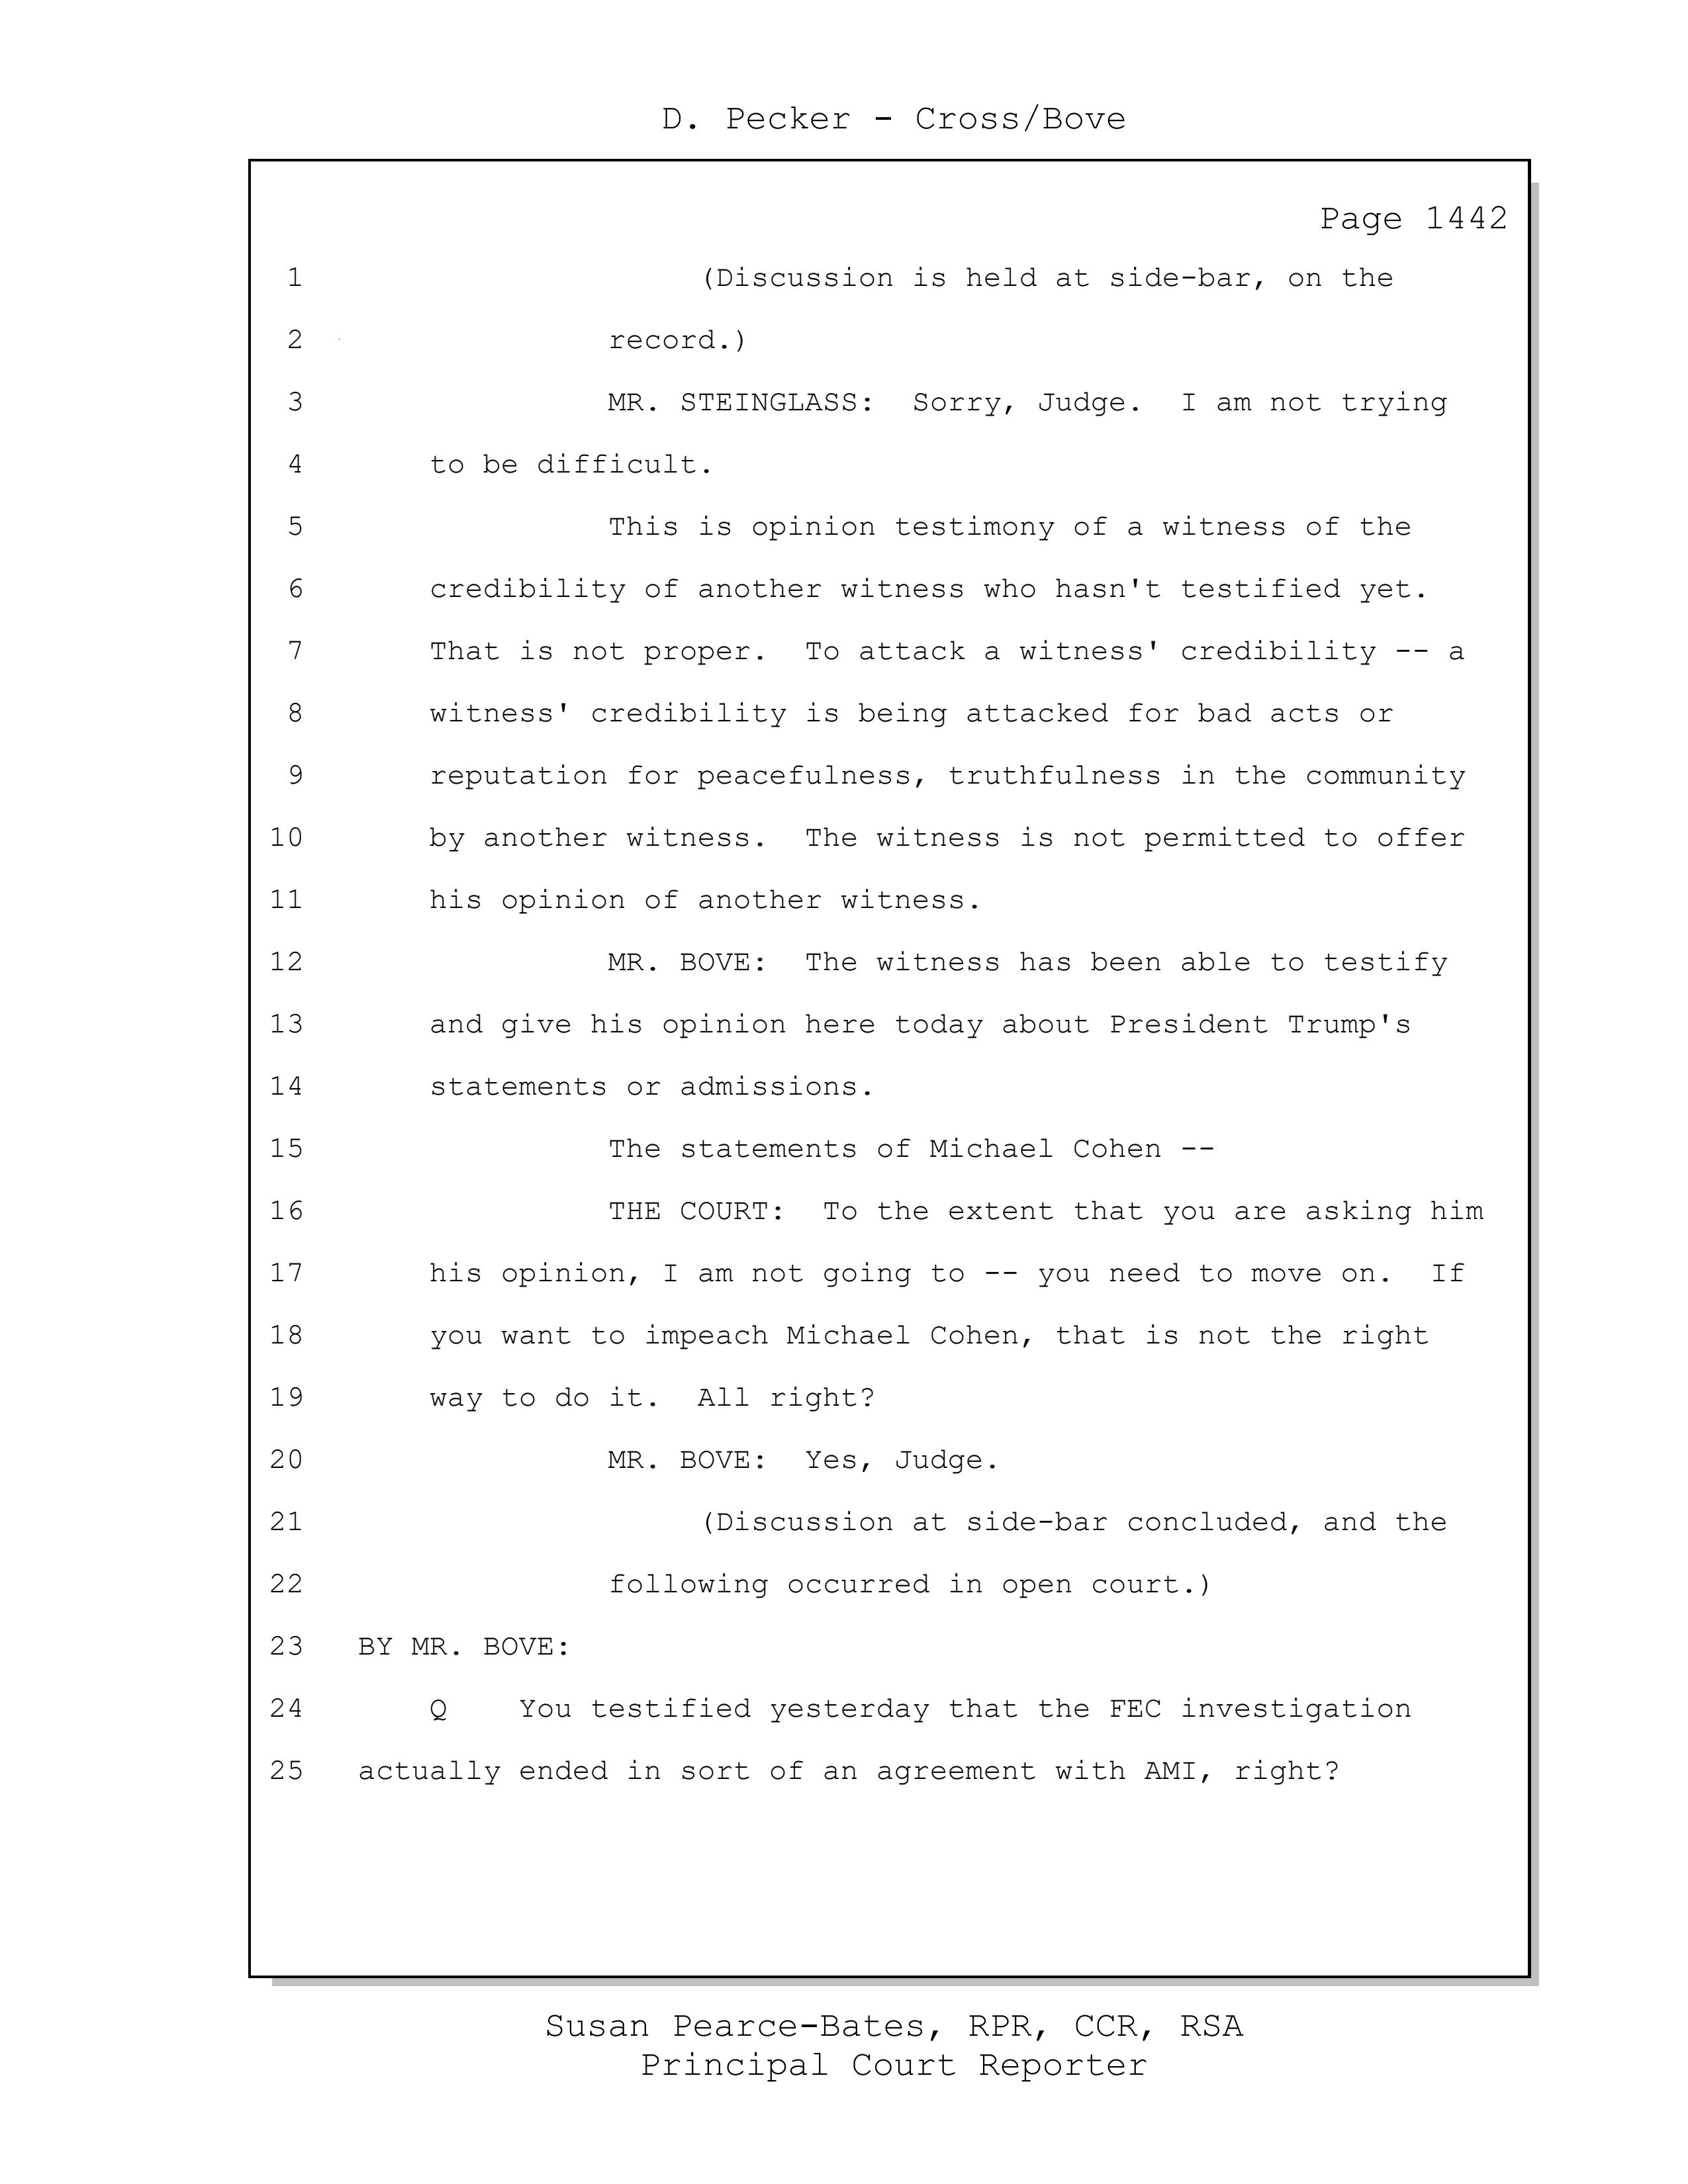 D. Pecker - Cross/Bove
Page 1442
1 (Discussion is held at side-bar, on the
2 record.)
3 MR. STEINGLASS: Sorry, Judge. I am not trying
4 to be difficult.
5 This is opinion testimony of a witness of the
6 credibility of another witness who hasn't testified yet.
7 That is not proper. To attack a witness' credibility -- a
8 witness' credibility is being attacked for bad acts or
9 reputation for peacefulness, truthfulness in the community
10 by another witness. The witness is not permitted to offer
11 his opinion of another witness.
12 MR. BOVE: The witness has been able to testify
13 and give his opinion here today about President Trump's
14 statements or admissions.
15 The statements of Michael Cohen --
16 THE COURT: To the extent that you are asking him
17 his opinion, I am not going to -- you need to move on. If
18 you want to impeach Michael Cohen, that is not the right
19 way to do it. All right?
20 MR. BOVE: Yes, Judge.
21 (Discussion at side-bar concluded, and the
22 following occurred in open court.)
23 BY MR. BOVE:
24 Q You testified yesterday that the FEC investigation
25 actually ended in sort of an agreement with AMI, right?
Susan Pearce-Bates, RPR, CCR, RSA
Principal Court Reporter